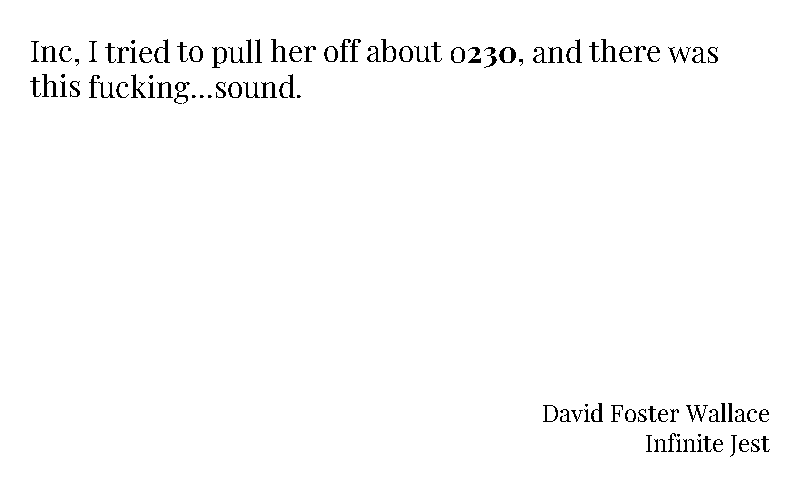 Inc, I tried to pull her off about 0230, and there was
this fucking...sound.
David Foster Wallace
Infinite Jest